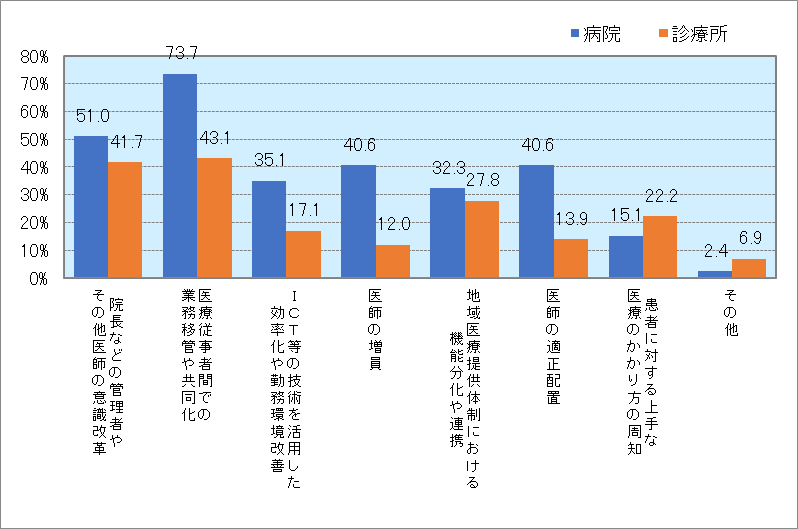 病院
診療所
80%
70%
60%
50%
40%
30%
20%
10%
0%
51.0
41.7
73.7
43.1
35.1
17.1
40.6
12.0
32.3
27.8
40.6
13.9
15.1
22.2
2.4
6.9
院長などの管理者や
その他医師の意識改革
医療従事者間での
業務移管や共同化
ICT等の技術を活用した
効率化や勤務環境改善
医師の増員
地域医療提供体制における
機能分化や連携
医師の適正配置
患者に対する上手な
医療のかかり方の周知
その他